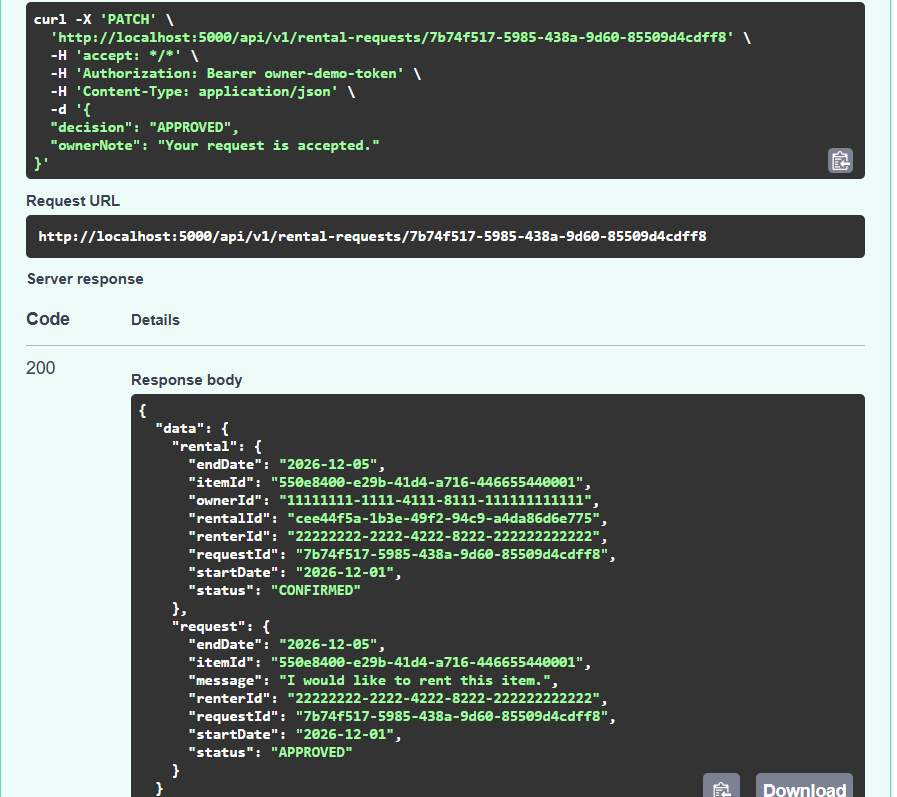 curl -X 'PATCH' \
  'http://localhost:5000/api/v1/rental-requests/7b74f517-5985-438a-9d60-85509d4cdff8' \
  -H 'accept: */*' \
  -H 'Authorization: Bearer owner-demo-token' \
  -H 'Content-Type: application/json' \
  -d '{
  "decision": "APPROVED",
  "ownerNote": "Your request is accepted."
}'
Request URL
http://localhost:5000/api/v1/rental-requests/7b74f517-5985-438a-9d60-85509d4cdff8
Server response
Code Details
200
Response body
{
  "data": {
    "rental": {
      "endDate": "2026-12-05",
      "itemId": "550e8400-e29b-41d4-a716-446655440001",
      "ownerId": "11111111-1111-4111-8111-111111111111",
      "rentalId": "cee44f5a-1b3e-49f2-94c9-a4da86d6e775",
      "renterId": "22222222-2222-4222-8222-222222222222",
      "requestId": "7b74f517-5985-438a-9d60-85509d4cdff8",
      "startDate": "2026-12-01",
      "status": "CONFIRMED"
    },
    "request": {
      "endDate": "2026-12-05",
      "itemId": "550e8400-e29b-41d4-a716-446655440001",
      "message": "I would like to rent this item.",
      "renterId": "22222222-2222-4222-8222-222222222222",
      "requestId": "7b74f517-5985-438a-9d60-85509d4cdff8",
      "startDate": "2026-12-01",
      "status": "APPROVED"
    }
  }
Download